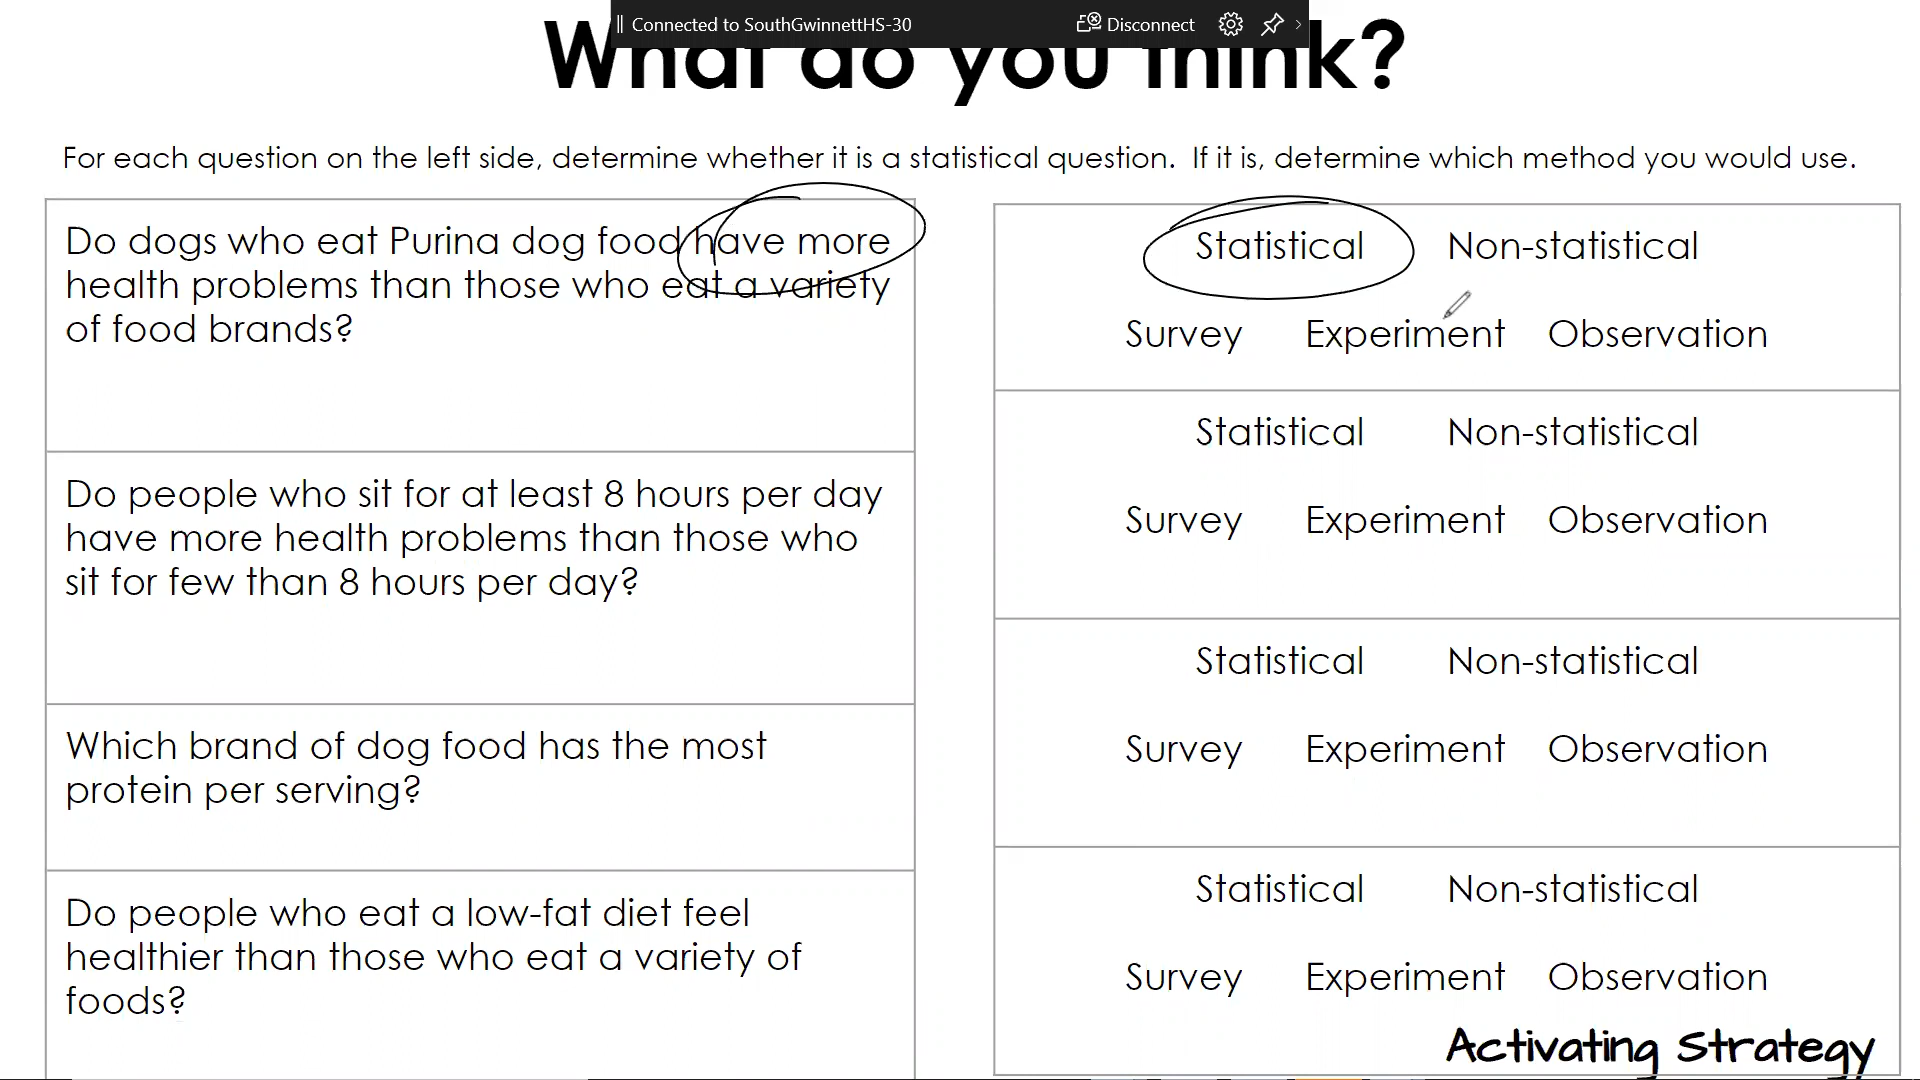 Connected to SouthGwinnettHS-30 Disconnect
What do you think?
For each question on the left side, determine whether it is a statistical question. If it is, determine which method you would use.
Do dogs who eat Purina dog food have more
health problems than those who eat a variety
of food brands?
Statistical Non-statistical
Survey Experiment Observation
Do people who sit for at least 8 hours per day
have more health problems than those who
sit for few than 8 hours per day?
Statistical Non-statistical
Survey Experiment Observation
Which brand of dog food has the most
protein per serving?
Statistical Non-statistical
Survey Experiment Observation
Do people who eat a low-fat diet feel
healthier than those who eat a variety of
foods?
Statistical Non-statistical
Survey Experiment Observation
Activating Strategy